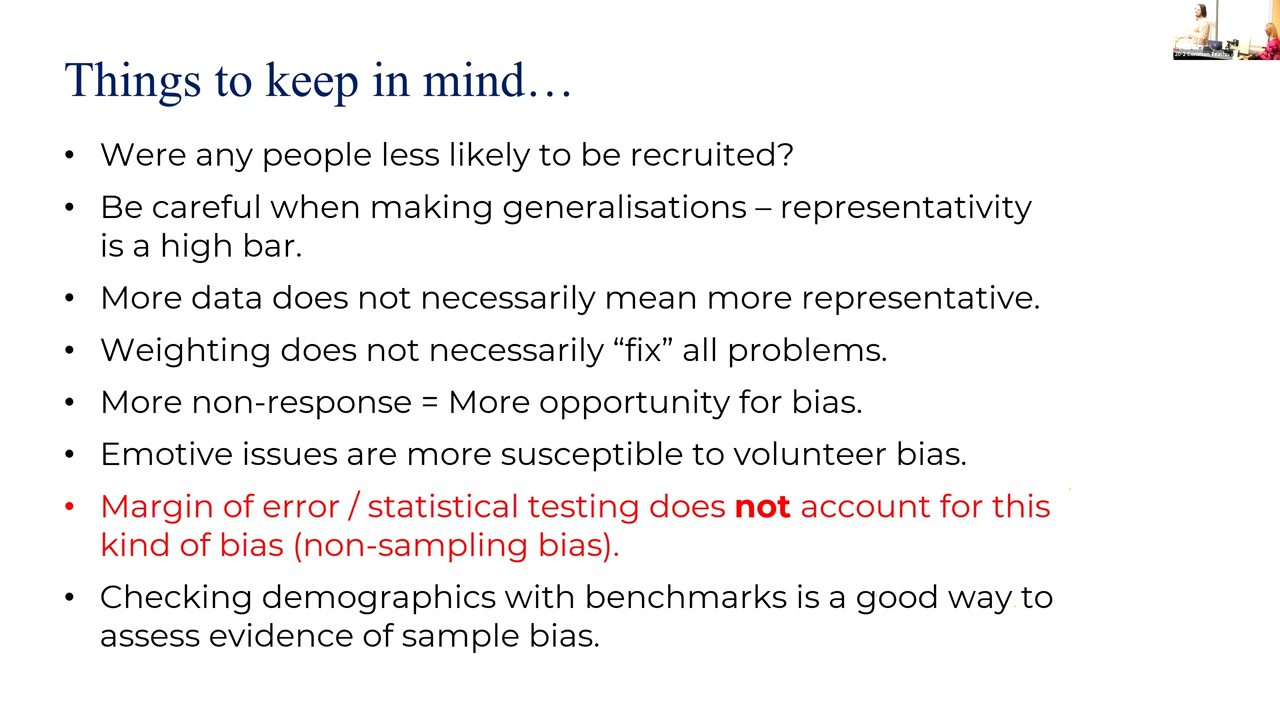 Things to keep in mind…
• Were any people less likely to be recruited?
• Be careful when making generalisations – representativity
is a high bar.
• More data does not necessarily mean more representative.
• Weighting does not necessarily “fix” all problems.
• More non-response = More opportunity for bias.
• Emotive issues are more susceptible to volunteer bias.
• Margin of error / statistical testing does not account for this
kind of bias (non-sampling bias).
• Checking demographics with benchmarks is a good way to
assess evidence of sample bias.